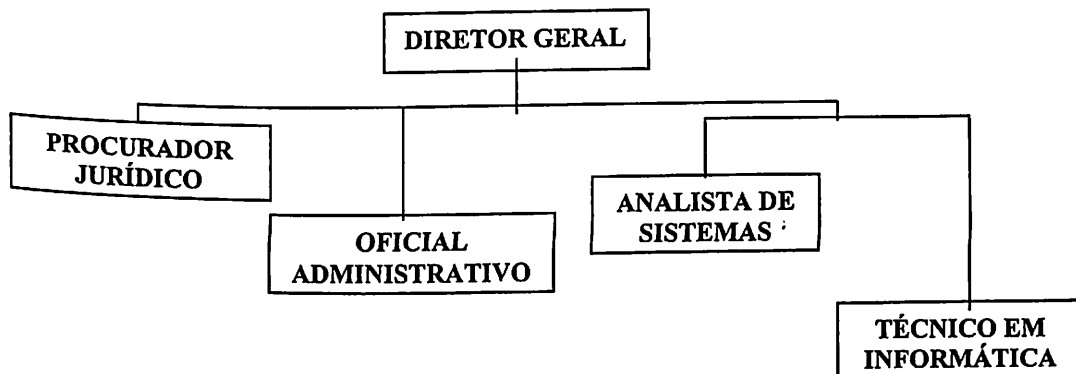 DIRETOR GERAL
PROCURADOR
JURÍDICO
OFICIAL
ADMINISTRATIVO
ANALISTA DE
SISTEMAS
TÉCNICO EM
INFORMÁTICA